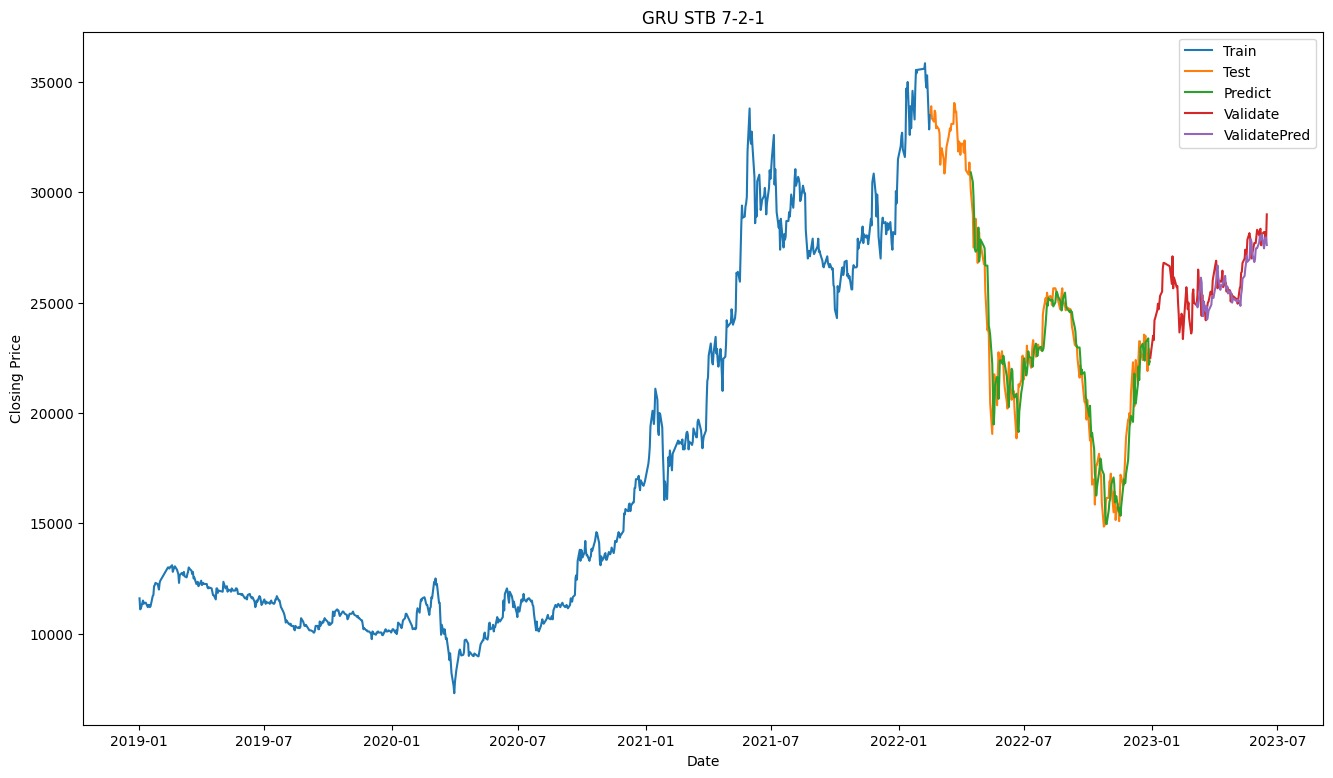 GRU STB 7-2-1
Train
Test
Predict
Validate
ValidatePred
Closing Price
35000
30000
25000
20000
15000
10000
2019-01
2019-07
2020-01
2020-07
2021-01
2021-07
2022-01
2022-07
2023-01
2023-07
Date